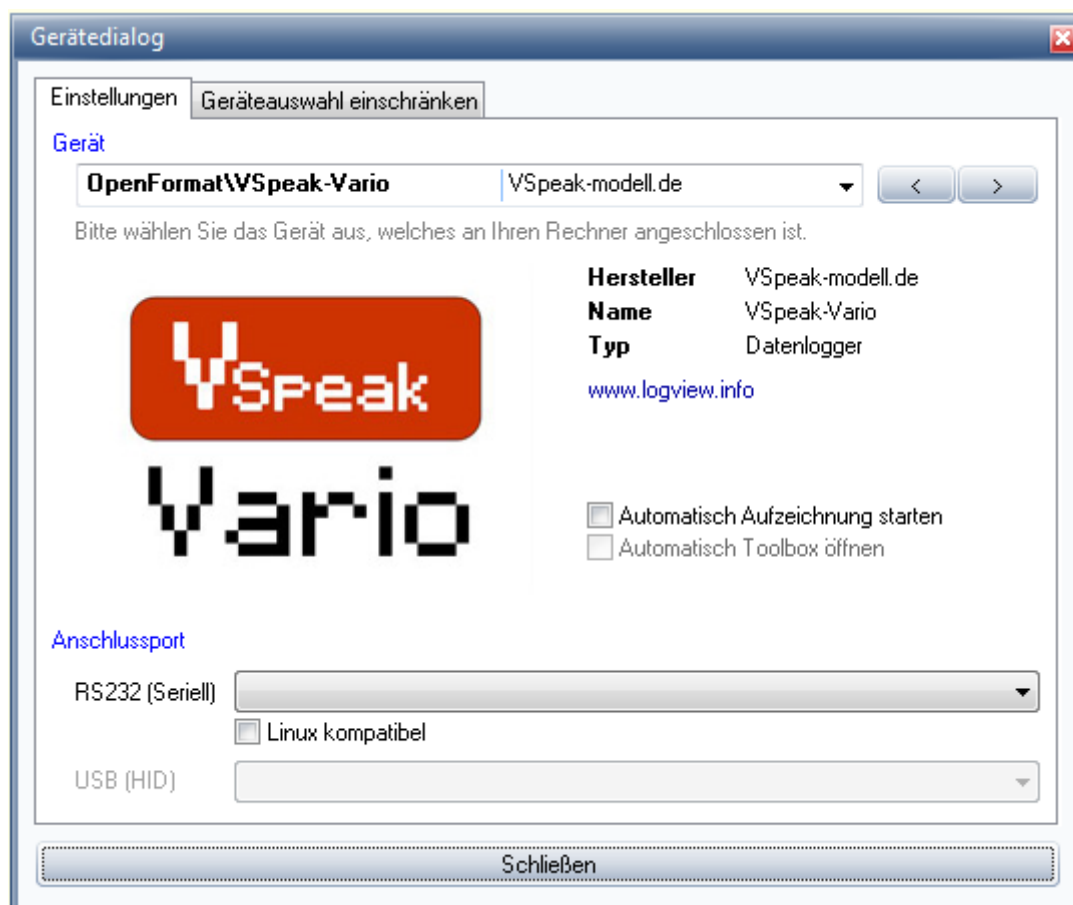 Gerätedialog
Einstellungen Geräteauswahl einschränken
Gerät
OpenFormat\VSpeak-Vario VSpeak-modell.de < >
Bitte wählen Sie das Gerät aus, welches an Ihren Rechner angeschlossen ist.
VSpeak
Vario
Hersteller VSpeak-modell.de
Name VSpeak-Vario
Typ Datenlogger
www.logview.info
Automatisch Aufzeichnung starten
Automatisch Toolbox öffnen
Anschlussport
RS232 (Seriell)
Linux kompatibel
USB (HID)
Schließen